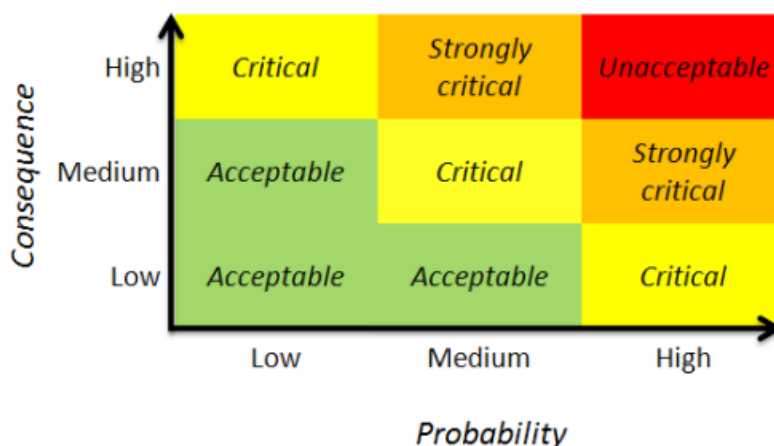 High
Critical
Strongly
critical
Unacceptable
Consequence
Medium
Acceptable
Critical
Strongly
critical
Low
Acceptable
Acceptable
Critical
Low
Medium
High
Probability